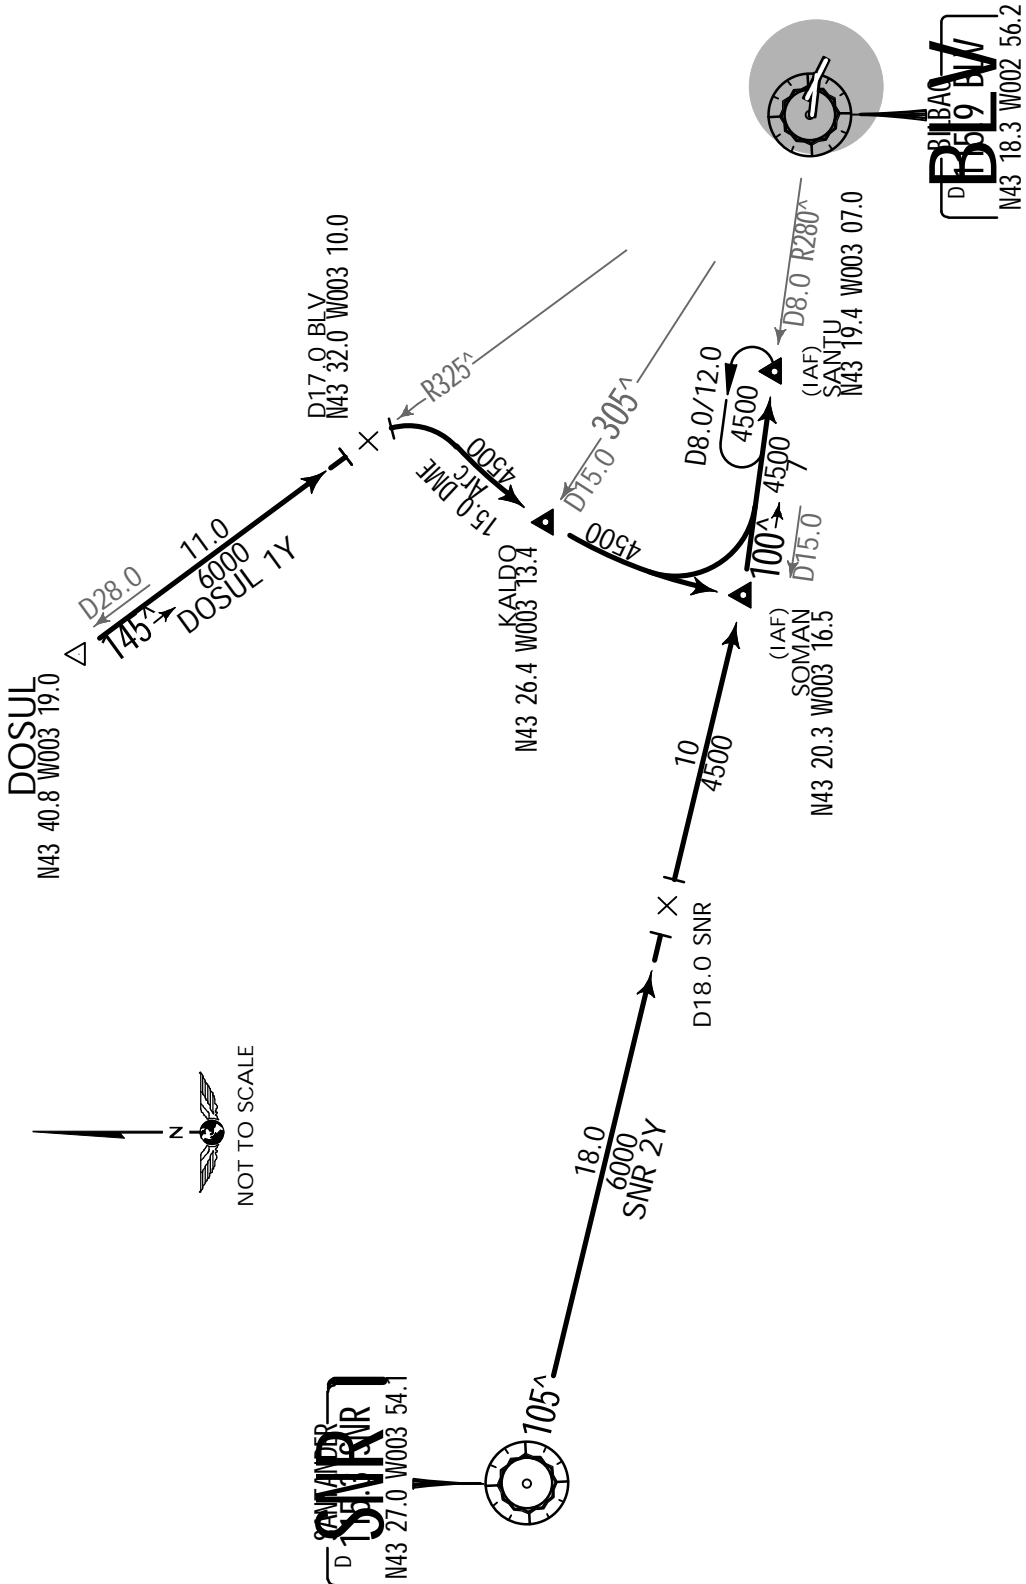 DOSUL
N43 40.8 W003 19.0
D28.0
145^
11.0
6000
DOSUL 1Y
D17.0 BLV
N43 32.0 W003 10.0
R325^
4500
15.0 DME
Arc
KALDO
N43 26.4 W003 13.4
D15.0
305^
4500
D8.0/12.0
4500
4500
100^
D15.0
D8.0 R280^
(IAF)
SANTU
N43 19.4 W003 07.0
(IAF)
SOMAN
N43 20.3 W003 16.5
D
BILBAO
BLV
N43 18.3 W002 56.2
10
4500
D18.0 SNR
18.0
6000
SNR 2Y
105^
D
SANTANDER
SNR
N43 27.0 W003 54.1
N
NOT TO SCALE